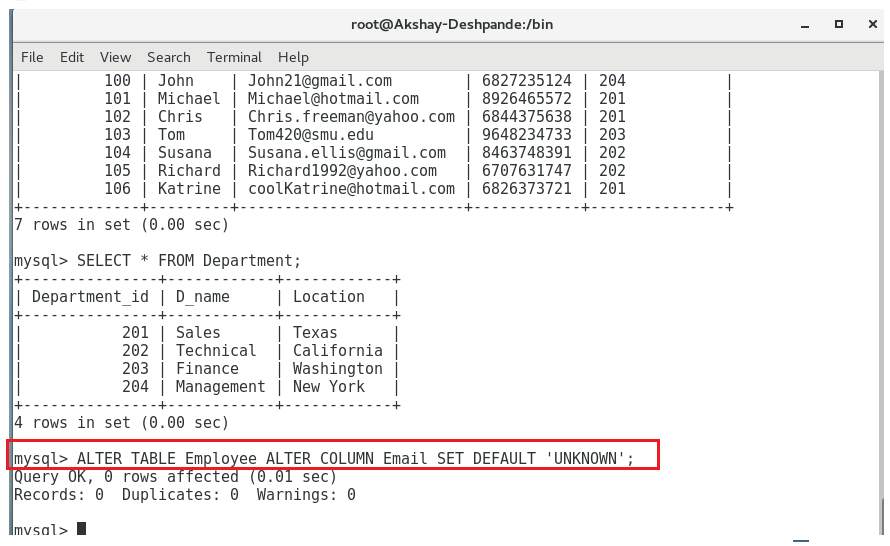 root@Akshay-Deshpande:/bin
File Edit View Search Terminal Help
|         100 | John    | John21@gmail.com        | 6827235124 | 204           |
|         101 | Michael | Michael@hotmail.com     | 8926465572 | 201           |
|         102 | Chris   | Chris.freeman@yahoo.com | 6844375638 | 201           |
|         103 | Tom     | Tom420@smu.edu          | 9648234733 | 203           |
|         104 | Susana  | Susana.ellis@gmail.com  | 8463748391 | 202           |
|         105 | Richard | Richard1992@yahoo.com   | 6707631747 | 202           |
|         106 | Katrine | coolKatrine@hotmail.com | 6826373721 | 201           |
+-------------+---------+-------------------------+------------+---------------+
7 rows in set (0.00 sec)
mysql> SELECT * FROM Department;
+---------------+------------+------------+
| Department_id | D_name     | Location   |
+---------------+------------+------------+
|           201 | Sales      | Texas      |
|           202 | Technical  | California |
|           203 | Finance    | Washington |
|           204 | Management | New York   |
+---------------+------------+------------+
4 rows in set (0.00 sec)
mysql> ALTER TABLE Employee ALTER COLUMN Email SET DEFAULT 'UNKNOWN';
Query OK, 0 rows affected (0.01 sec)
Records: 0  Duplicates: 0  Warnings: 0
mysql>